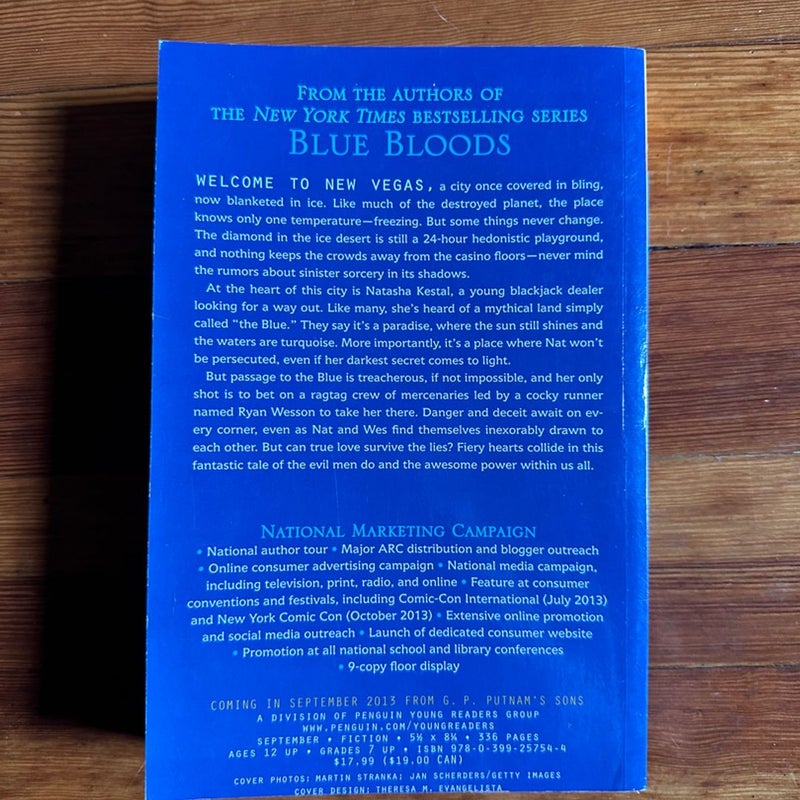 FROM THE AUTHORS OF
THE NEW YORK TIMES BESTSELLING SERIES
BLUE BLOODS
WELCOME TO NEW VEGAS, a city once covered in bling,
now blanketed in ice. Like much of the destroyed planet, the place
knows only one temperature—freezing. But some things never change.
The diamond in the ice desert is still a 24-hour hedonistic playground,
and nothing keeps the crowds away from the casino floors—never mind
the rumors about sinister sorcery in its shadows.
At the heart of this city is Natasha Kestal, a young blackjack dealer
looking for a way out. Like many, she's heard of a mythical land simply
called "the Blue." They say it's a paradise, where the sun still shines and
the waters are turquoise. More importantly, it's a place where Nat won't
be persecuted, even if her darkest secret comes to light.
But passage to the Blue is treacherous, if not impossible, and her only
shot is to bet on a ragtag crew of mercenaries led by a cocky runner
named Ryan Wesson to take her there. Danger and deceit await on ev-
ery corner, even as Nat and Wes find themselves inexorably drawn to
each other. But can true love survive the lies? Fiery hearts collide in this
fantastic tale of the evil men do and the awesome power within us all.
NATIONAL MARKETING CAMPAIGN
• National author tour • Major ARC distribution and blogger outreach
• Online consumer advertising campaign • National media campaign,
including television, print, radio, and online • Feature at consumer
conventions and festivals, including Comic-Con International (July 2013)
and New York Comic Con (October 2013) • Extensive online promotion
and social media outreach • Launch of dedicated consumer website
• Promotion at all national school and library conferences
• 9-copy floor display
COMING IN SEPTEMBER 2013 FROM G. P. PUTNAM'S SONS
A DIVISION OF PENGUIN YOUNG READERS GROUP
WWW.PENGUIN.COM/YOUNGREADERS
SEPTEMBER • FICTION • 5½ x 8¼ • 336 PAGES
AGES 12 UP • GRADES 7 UP • ISBN 978-0-399-25754-4
$17.99 ($19.00 CAN)
COVER PHOTOS: MARTIN STRANKA; JAN SCHERDERS/GETTY IMAGES
COVER DESIGN: THERESA M. EVANGELISTA